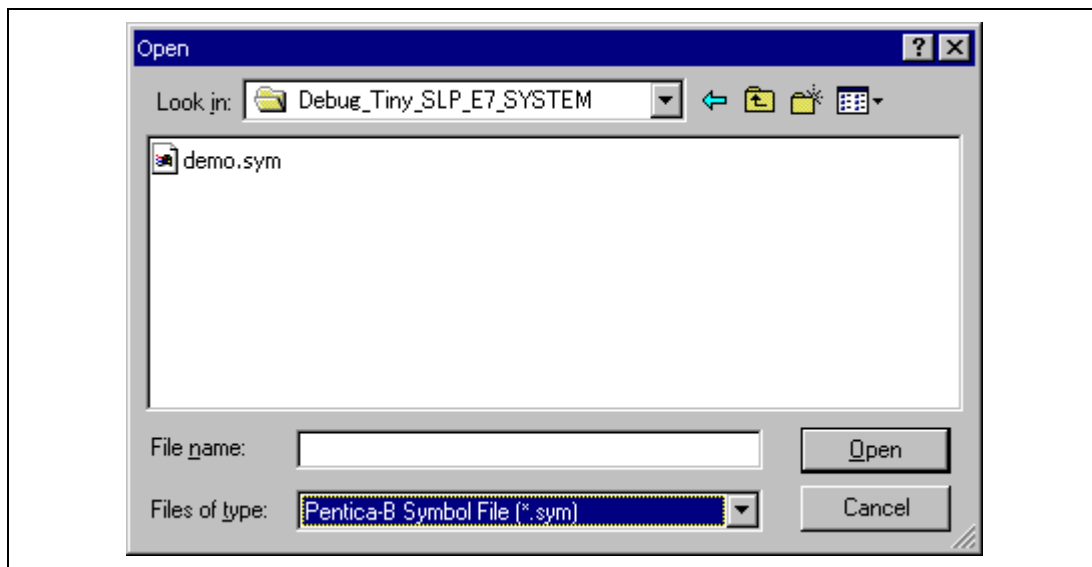 Open
Look in: Debug_Tiny_SLP_E7_SYSTEM
demo.sym
File name: Open
Files of type: Pentica-B Symbol File (*.sym) Cancel